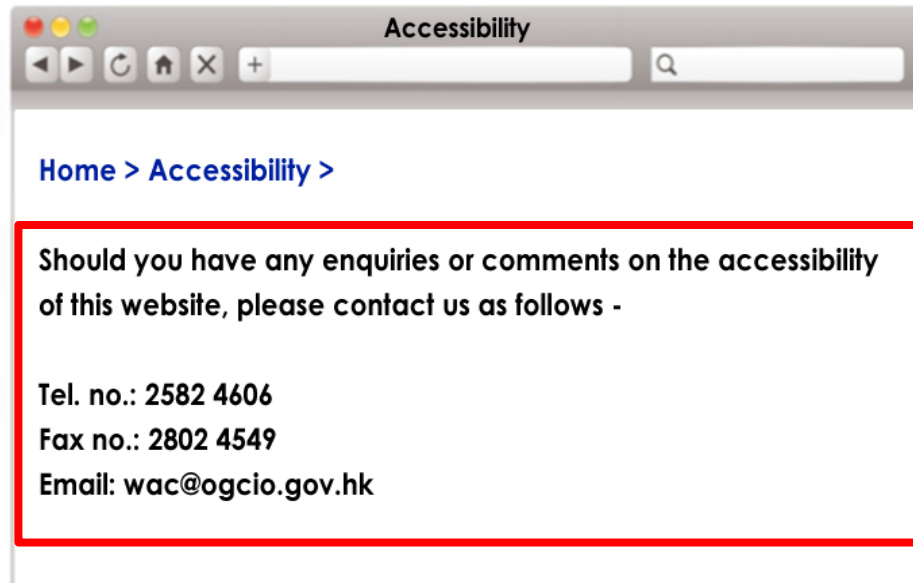 Accessibility
Home > Accessibility >
Should you have any enquiries or comments on the accessibility
of this website, please contact us as follows -
Tel. no.: 2582 4606
Fax no.: 2802 4549
Email: wac@ogcio.gov.hk